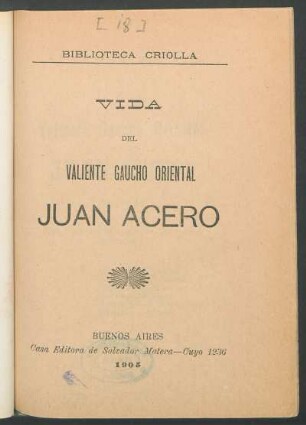 [18]
BIBLIOTECA CRIOLLA
VIDA
DEL
VALIENTE GAUCHO ORIENTAL
JUAN ACERO
BUENOS AIRES
Casa Editora de Salvador Matera—Cuyo 1236
1905